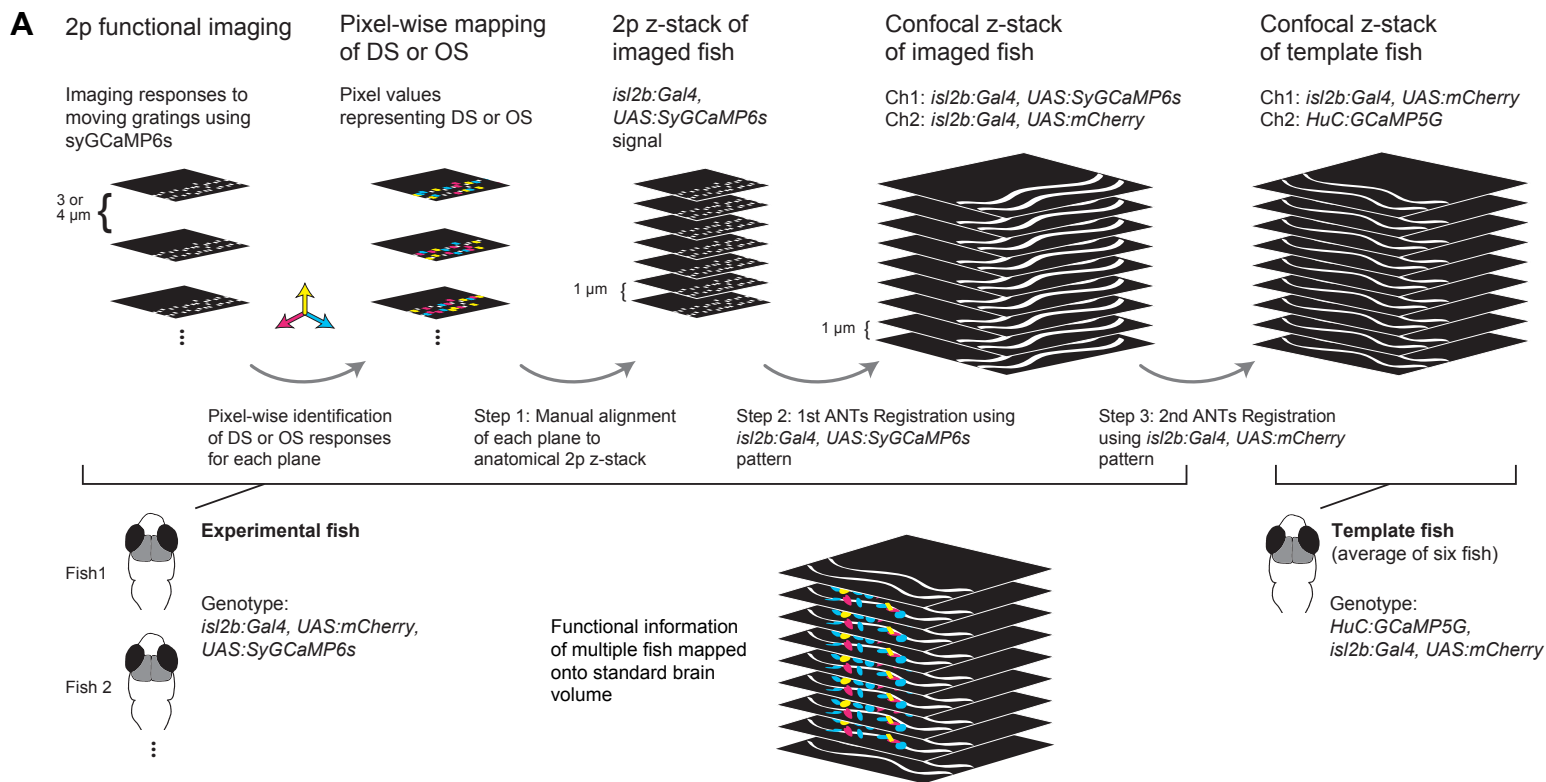 A
2p functional imaging
Imaging responses to
moving gratings using
syGCaMP6s
3 or
4 µm
Pixel-wise mapping
of DS or OS
Pixel values
representing DS or OS
2p z-stack of
imaged fish
isl2b:Gal4,
UAS:SyGCaMP6s
signal
1 µm
Confocal z-stack
of imaged fish
Ch1: isl2b:Gal4, UAS:SyGCaMP6s
Ch2: isl2b:Gal4, UAS:mCherry
1 µm
Confocal z-stack
of template fish
Ch1: isl2b:Gal4, UAS:mCherry
Ch2: HuC:GCaMP5G
Pixel-wise identification
of DS or OS responses
for each plane
Step 1: Manual alignment
of each plane to
anatomical 2p z-stack
Step 2: 1st ANTs Registration using
isl2b:Gal4, UAS:SyGCaMP6s
pattern
Step 3: 2nd ANTs Registration
using isl2b:Gal4, UAS:mCherry
pattern
Experimental fish
Fish1
Genotype:
isl2b:Gal4, UAS:mCherry,
UAS:SyGCaMP6s
Fish 2
Functional information
of multiple fish mapped
onto standard brain
volume
Template fish
(average of six fish)
Genotype:
HuC:GCaMP5G,
isl2b:Gal4, UAS:mCherry